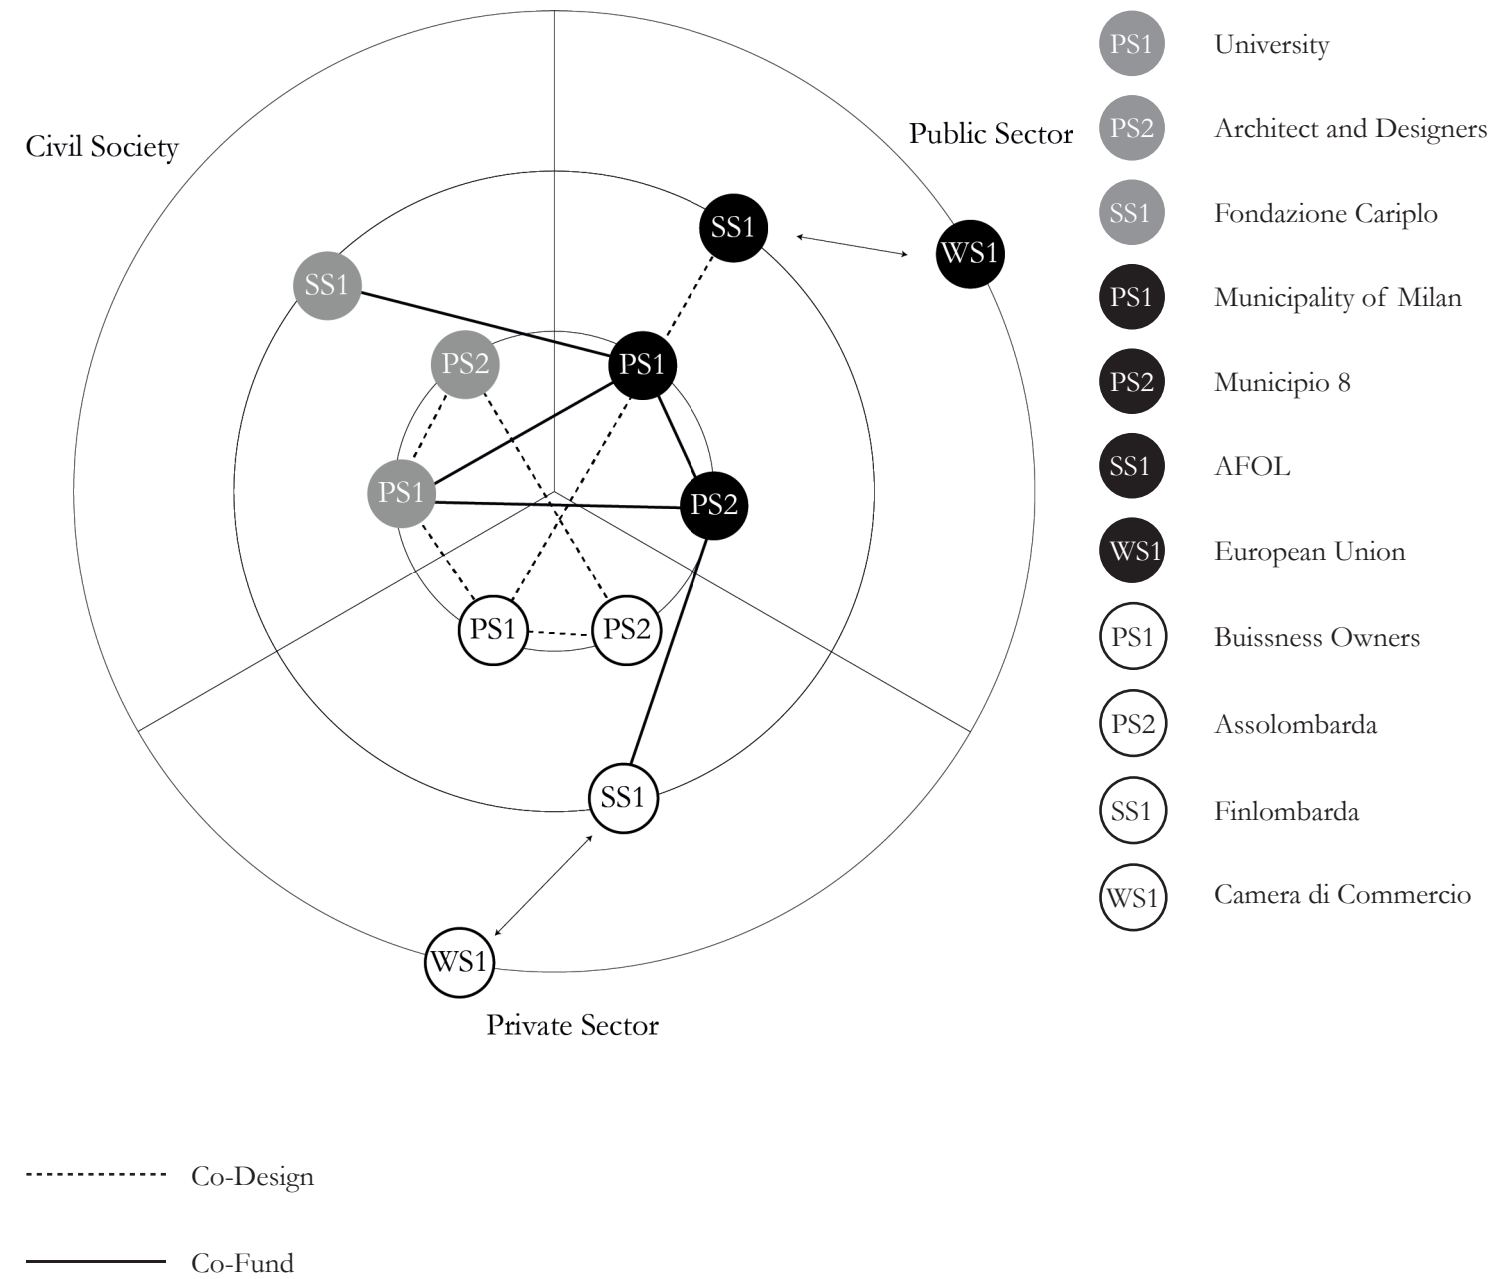 Civil Society
Public Sector
SS1
WS1
SS1
PS2
PS1
PS1
PS2
PS1
PS2
SS1
WS1
Private Sector
PS1 University
PS2 Architect and Designers
SS1 Fondazione Cariplo
PS1 Municipality of Milan
PS2 Municipio 8
SS1 AFOL
WS1 European Union
PS1 Buissness Owners
PS2 Assolombarda
SS1 Finlombarda
WS1 Camera di Commercio
Co-Design
Co-Fund